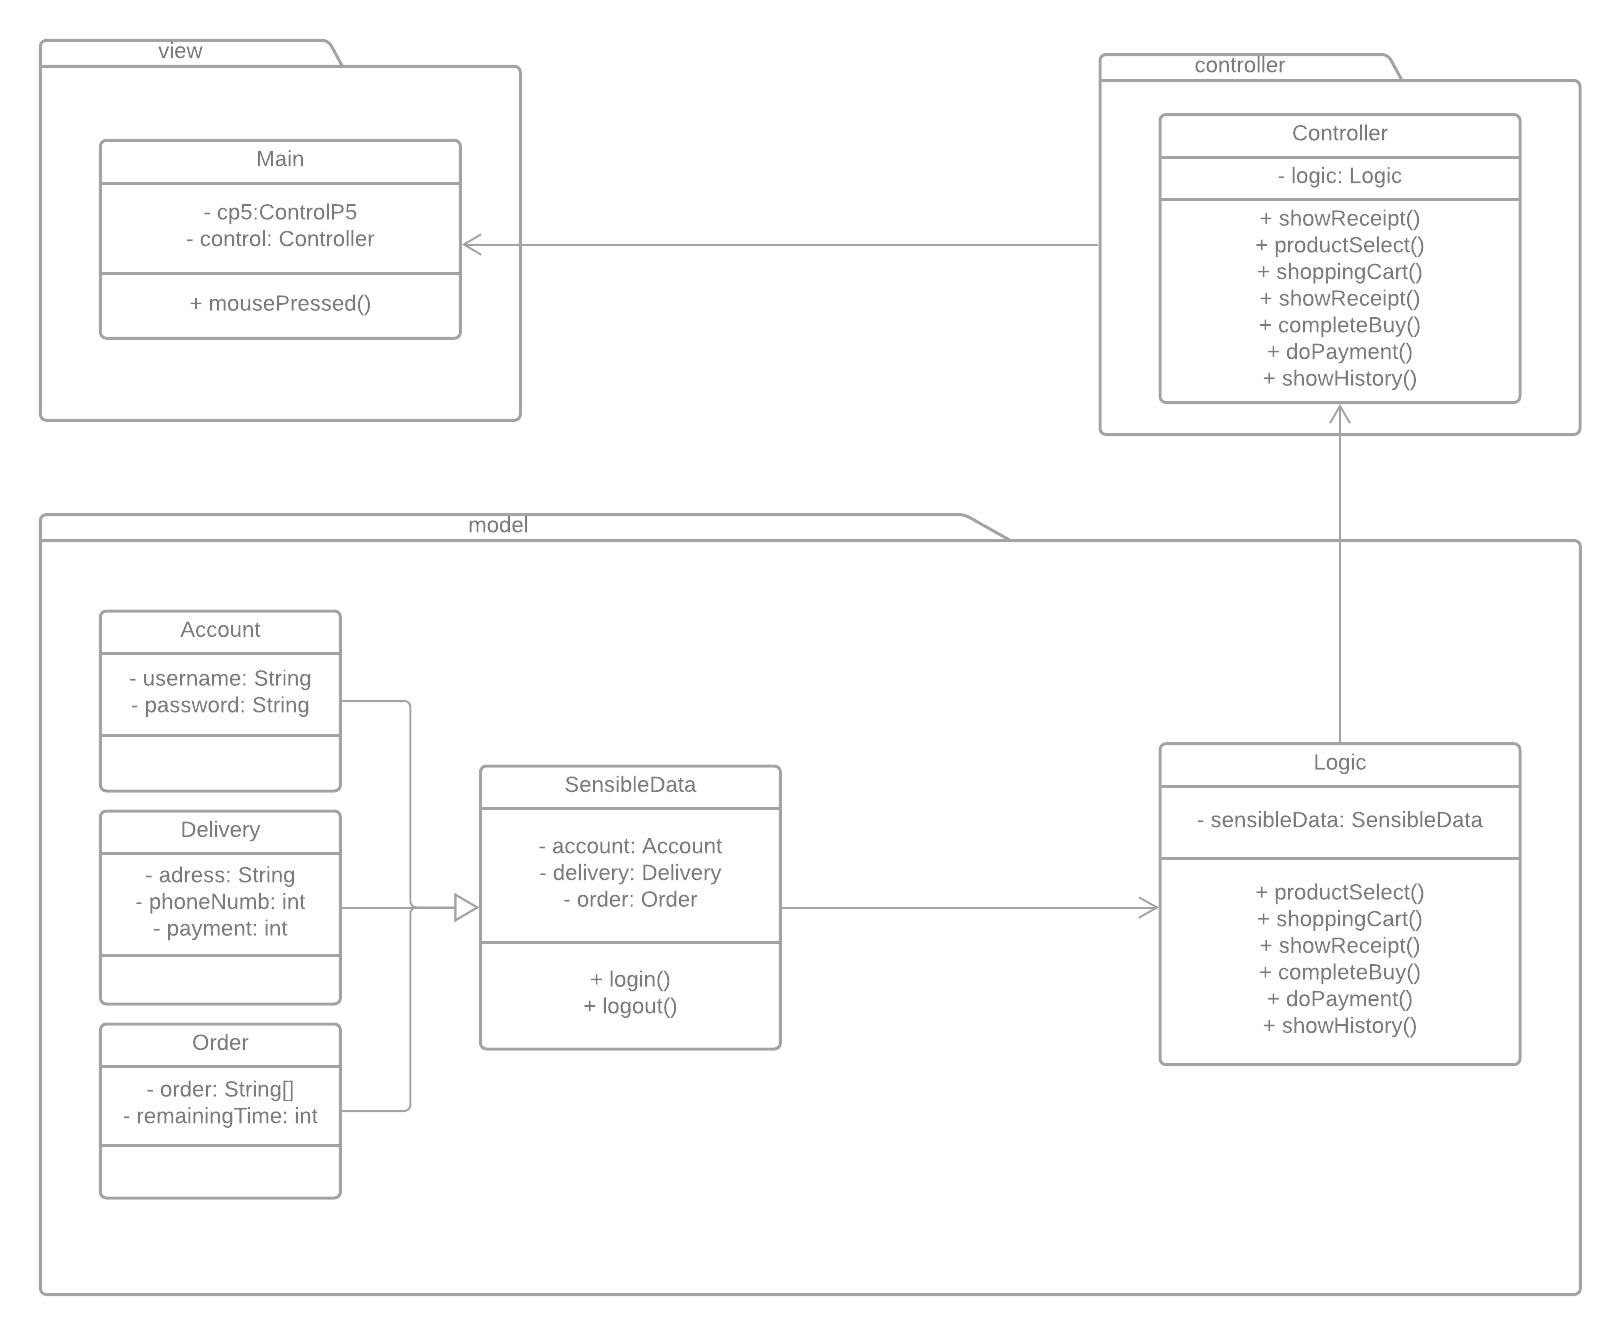 view
Main
- cp5:ControlP5
- control: Controller
+ mousePressed()
controller
Controller
- logic: Logic
+ showReceipt()
+ productSelect()
+ shoppingCart()
+ showReceipt()
+ completeBuy()
+ doPayment()
+ showHistory()
model
Account
- username: String
- password: String
Delivery
- adress: String
- phoneNumb: int
- payment: int
Order
- order: String[]
- remainingTime: int
SensibleData
- account: Account
- delivery: Delivery
- order: Order
+ login()
+ logout()
Logic
- sensibleData: SensibleData
+ productSelect()
+ shoppingCart()
+ showReceipt()
+ completeBuy()
+ doPayment()
+ showHistory()